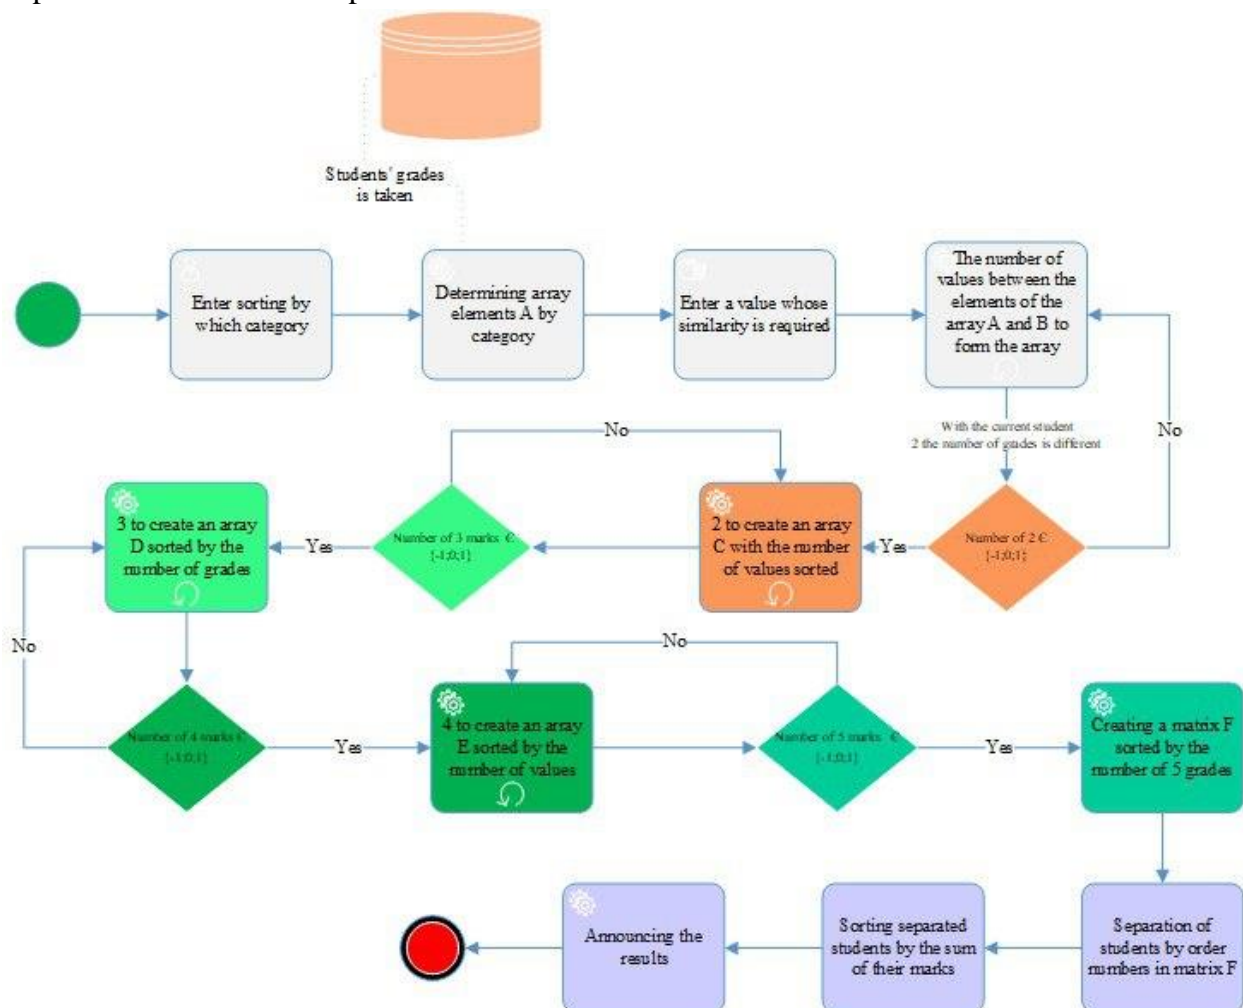 Students' grades
is taken
Enter sorting by
which category
Determining array
elements A by
category
Enter a value whose
similarity is required
The number of
values between the
elements of the
array A and B to
form the array
With the current student
2 the number of grades is different
No
No
3 to create an array
D sorted by the
number of grades
Yes
Number of 3 marks €
{-1;0;1}
2 to create an array
C with the number
of values sorted
Yes
Number of 2 €
{-1;0;1}
No
No
Number of 4 marks €
{-1;0;1}
Yes
4 to create an array
E sorted by the
number of values
Number of 5 marks €
{-1;0;1}
Yes
Creating a matrix F
sorted by the
number of 5 grades
Announcing the
results
Sorting separated
students by the sum
of their marks
Separation of
students by order
numbers in matrix F